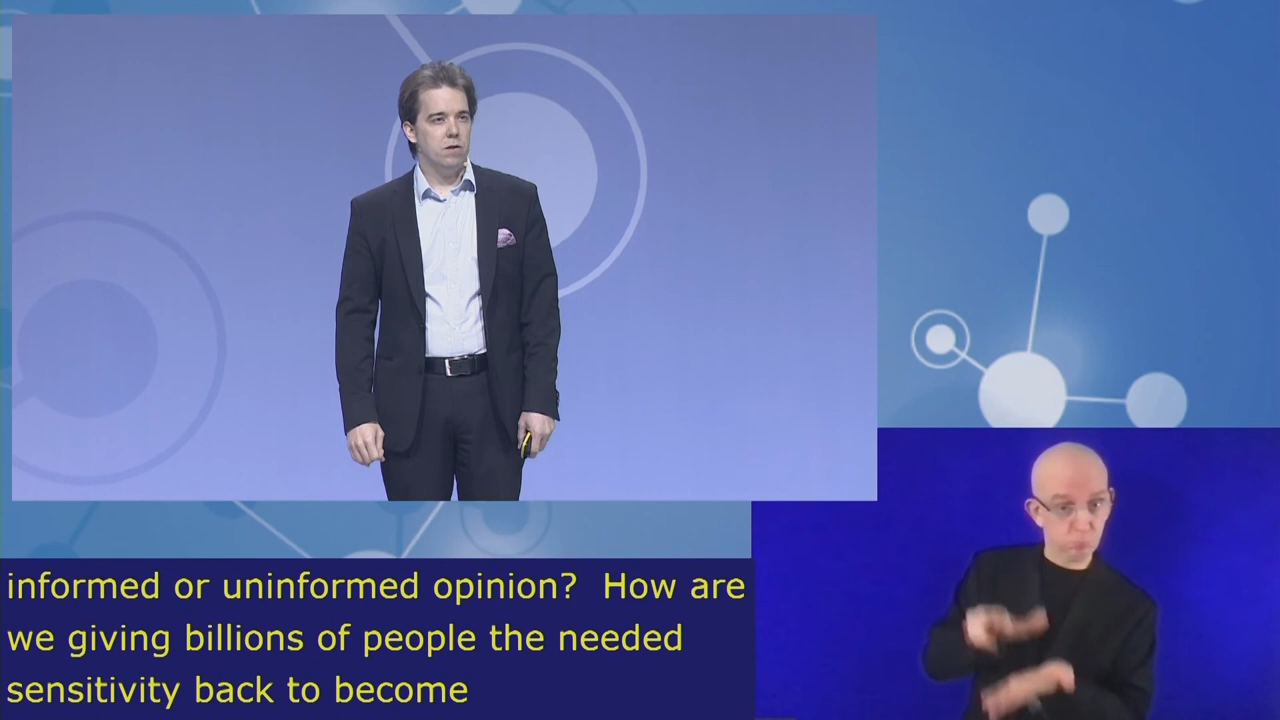 informed or uninformed opinion?  How are
we giving billions of people the needed
sensitivity back to become